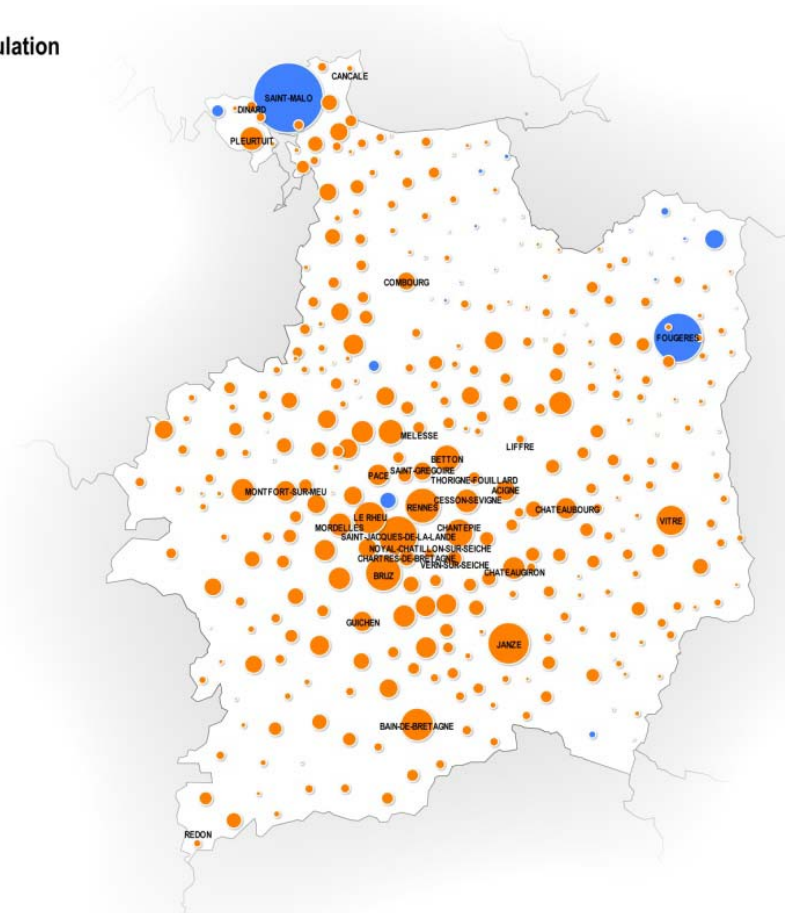 ulation
CANCALE
SAINT-MALO
DINARD
PLEURTUIT
COMBOURG
FOUGERES
MELESSE
LIFFRE
BETTON
SAINT-GREGOIRE
PACE
THORIGNE-FOUILLARD
ACIGNE
MONTFORT-SUR-MEU
CESSON-SEVIGNE
RENNES
CHATEAUBOURG
LE RHEU
VITRE
MORDELLES
CHANTEPIE
SAINT-JACQUES-DE-LA-LANDE
NOYAL-CHATILLON-SUR-SEICHE
CHARTRES-DE-BRETAGNE
VERN-SUR-SEICHE
CHATEAUGIRON
BRUZ
GUICHEN
JANZE
BAIN-DE-BRETAGNE
REDON